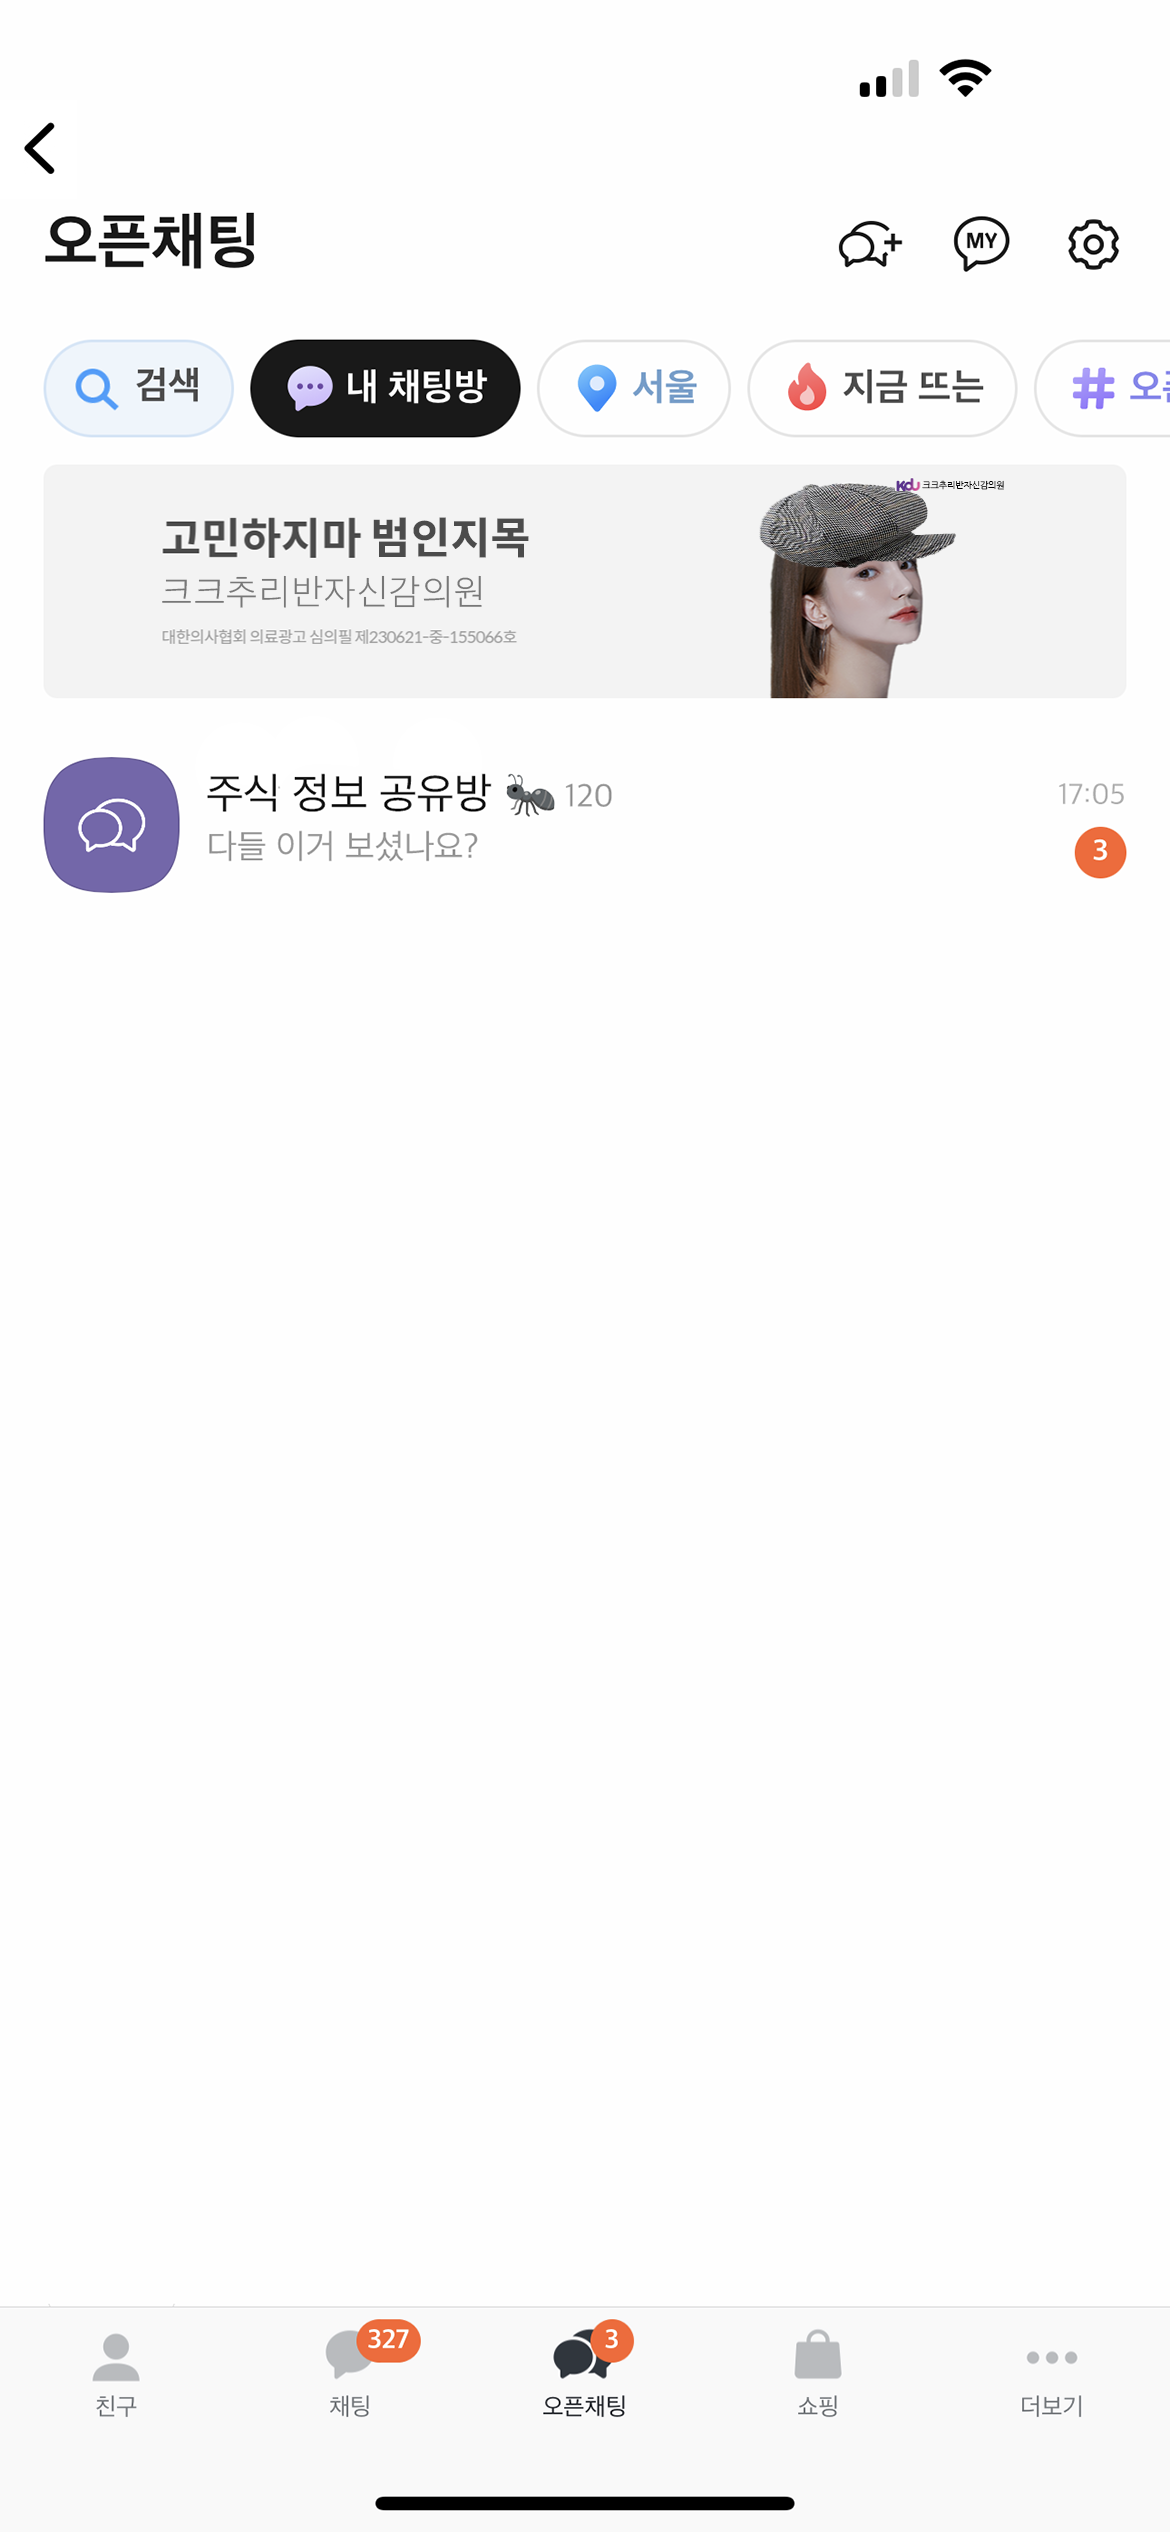 오픈채팅
MY
검색
내 채팅방
서울
지금 뜨는
고민하지마 범인지목
크크추리반자신감의원
대한의사협회 의료광고 심의필 제230621-중-155066호
kdu 크크추리반자신감의원
주식 정보 공유방 🐜 120
17:05
다들 이거 보셨나요?
3
327
3
친구
채팅
오픈채팅
쇼핑
더보기